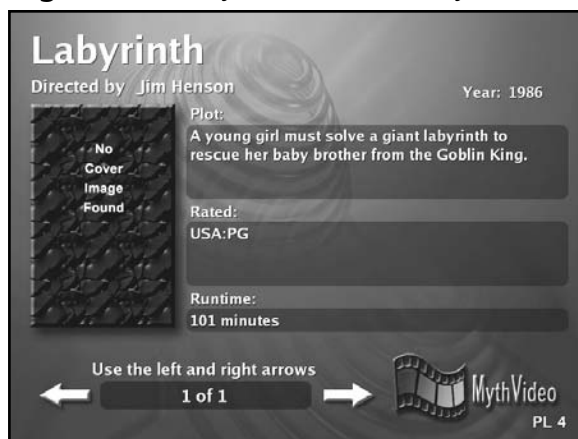 Labyrinth
Directed by Jim Henson
Year: 1986
No
Cover
Image
Found
Plot:
A young girl must solve a giant labyrinth to
rescue her baby brother from the Goblin King.
Rated:
USA:PG
Runtime:
101 minutes
Use the left and right arrows
1 of 1
MythVideo
PL 4